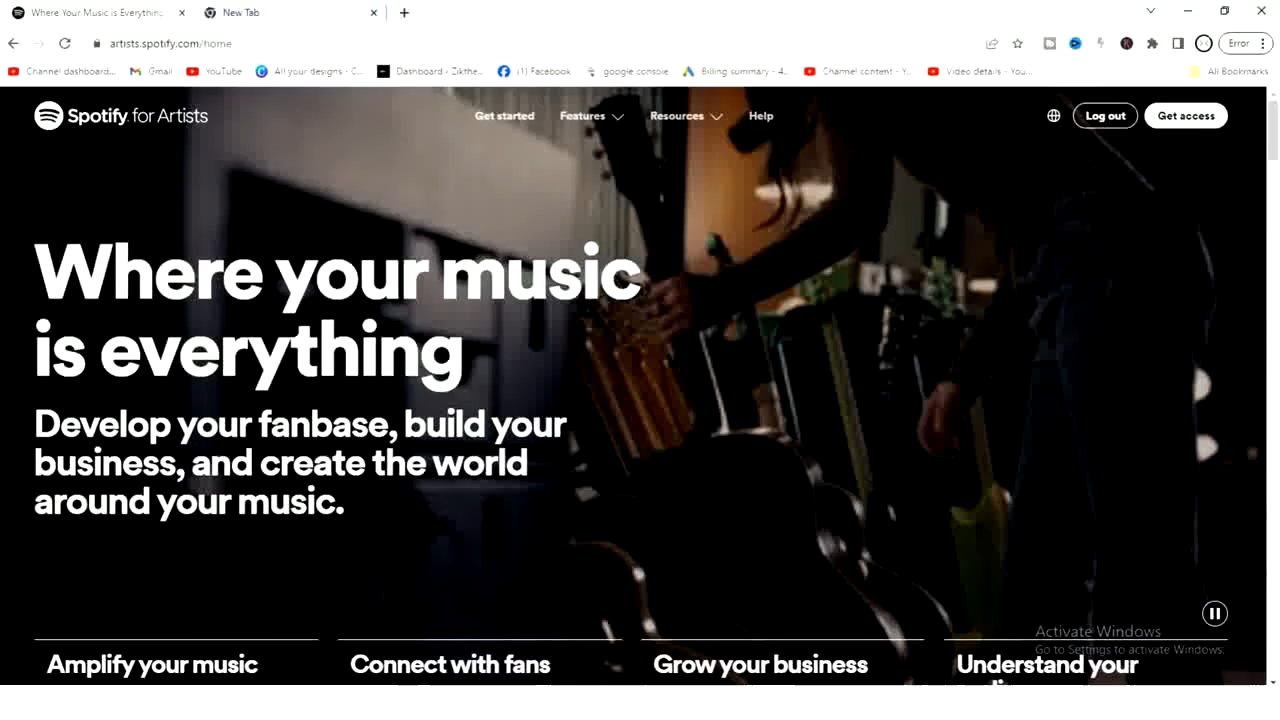 Where Your Music is Everything
New Tab
artists.spotify.com/home
Error
Channel dashboard...
Gmail
YouTube
All your designs - C...
Dashboard ‹ Zikthe...
(1) Facebook
google console
Billing summary - 4...
Channel content - Y...
Video details - You...
All Bookmarks
Spotify for Artists
Get started
Features
Resources
Help
Log out
Get access
Where your music
is everything
Develop your fanbase, build your
business, and create the world
around your music.
Activate Windows
Go to Settings to activate Windows.
Amplify your music
Connect with fans
Grow your business
Understand your